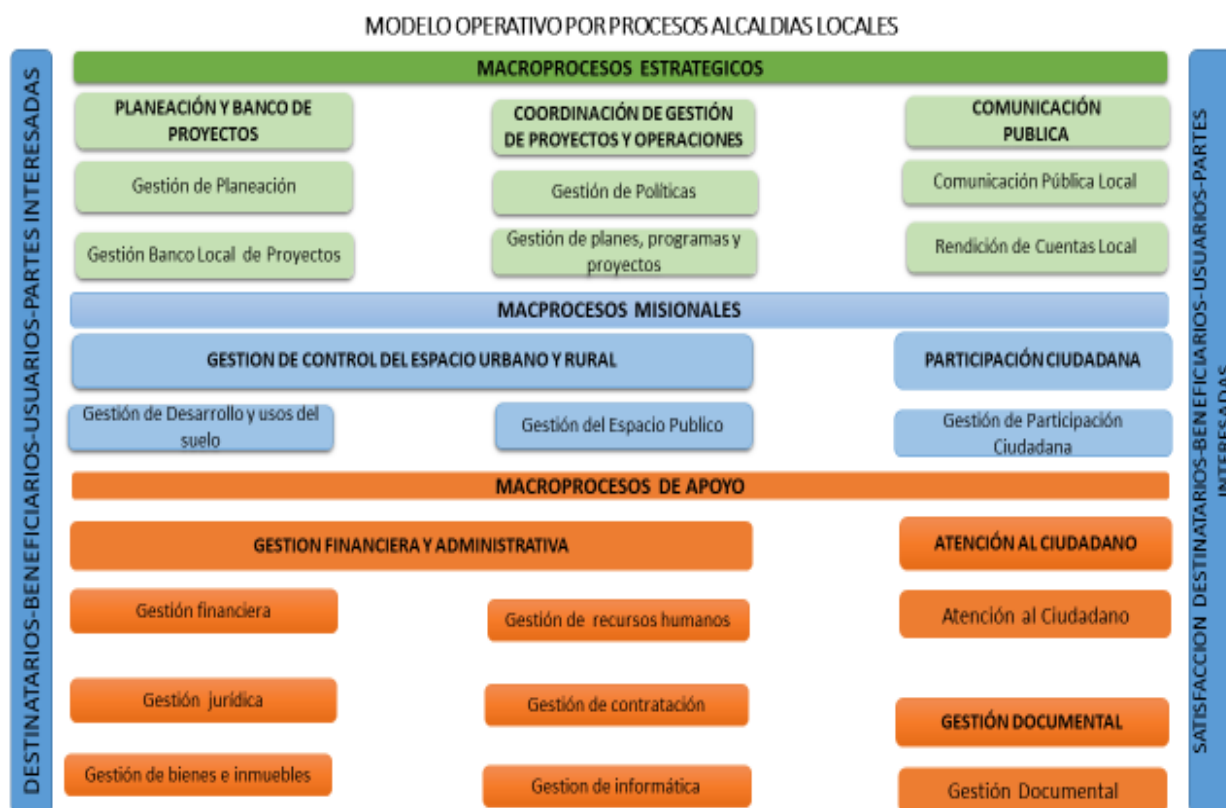 MODELO OPERATIVO POR PROCESOS ALCALDIAS LOCALES
DESTINATARIOS-BENEFICIARIOS-USUARIOS-PARTES INTERESADAS
MACROPROCESOS ESTRATEGICOS
PLANEACIÓN Y BANCO DE
PROYECTOS
COORDINACIÓN DE GESTIÓN
DE PROYECTOS Y OPERACIONES
COMUNICACIÓN
PUBLICA
Gestión de Planeación
Gestión de Políticas
Comunicación Pública Local
Gestión Banco Local de Proyectos
Gestión de planes, programas y
proyectos
Rendición de Cuentas Local
MACPROCESOS MISIONALES
GESTION DE CONTROL DEL ESPACIO URBANO Y RURAL
PARTICIPACIÓN CIUDADANA
Gestión de Desarrollo y usos del
suelo
Gestión del Espacio Publico
Gestión de Participación
Ciudadana
MACROPROCESOS DE APOYO
GESTION FINANCIERA Y ADMINISTRATIVA
ATENCIÓN AL CIUDADANO
Gestión financiera
Gestión de recursos humanos
Atención al Ciudadano
Gestión jurídica
Gestión de contratación
GESTIÓN DOCUMENTAL
Gestión de bienes e inmuebles
Gestion de informática
Gestión Documental
SATISFACCION DESTINATARIOS-BENEFICIARIOS-USUARIOS-PARTES
INTERESADAS